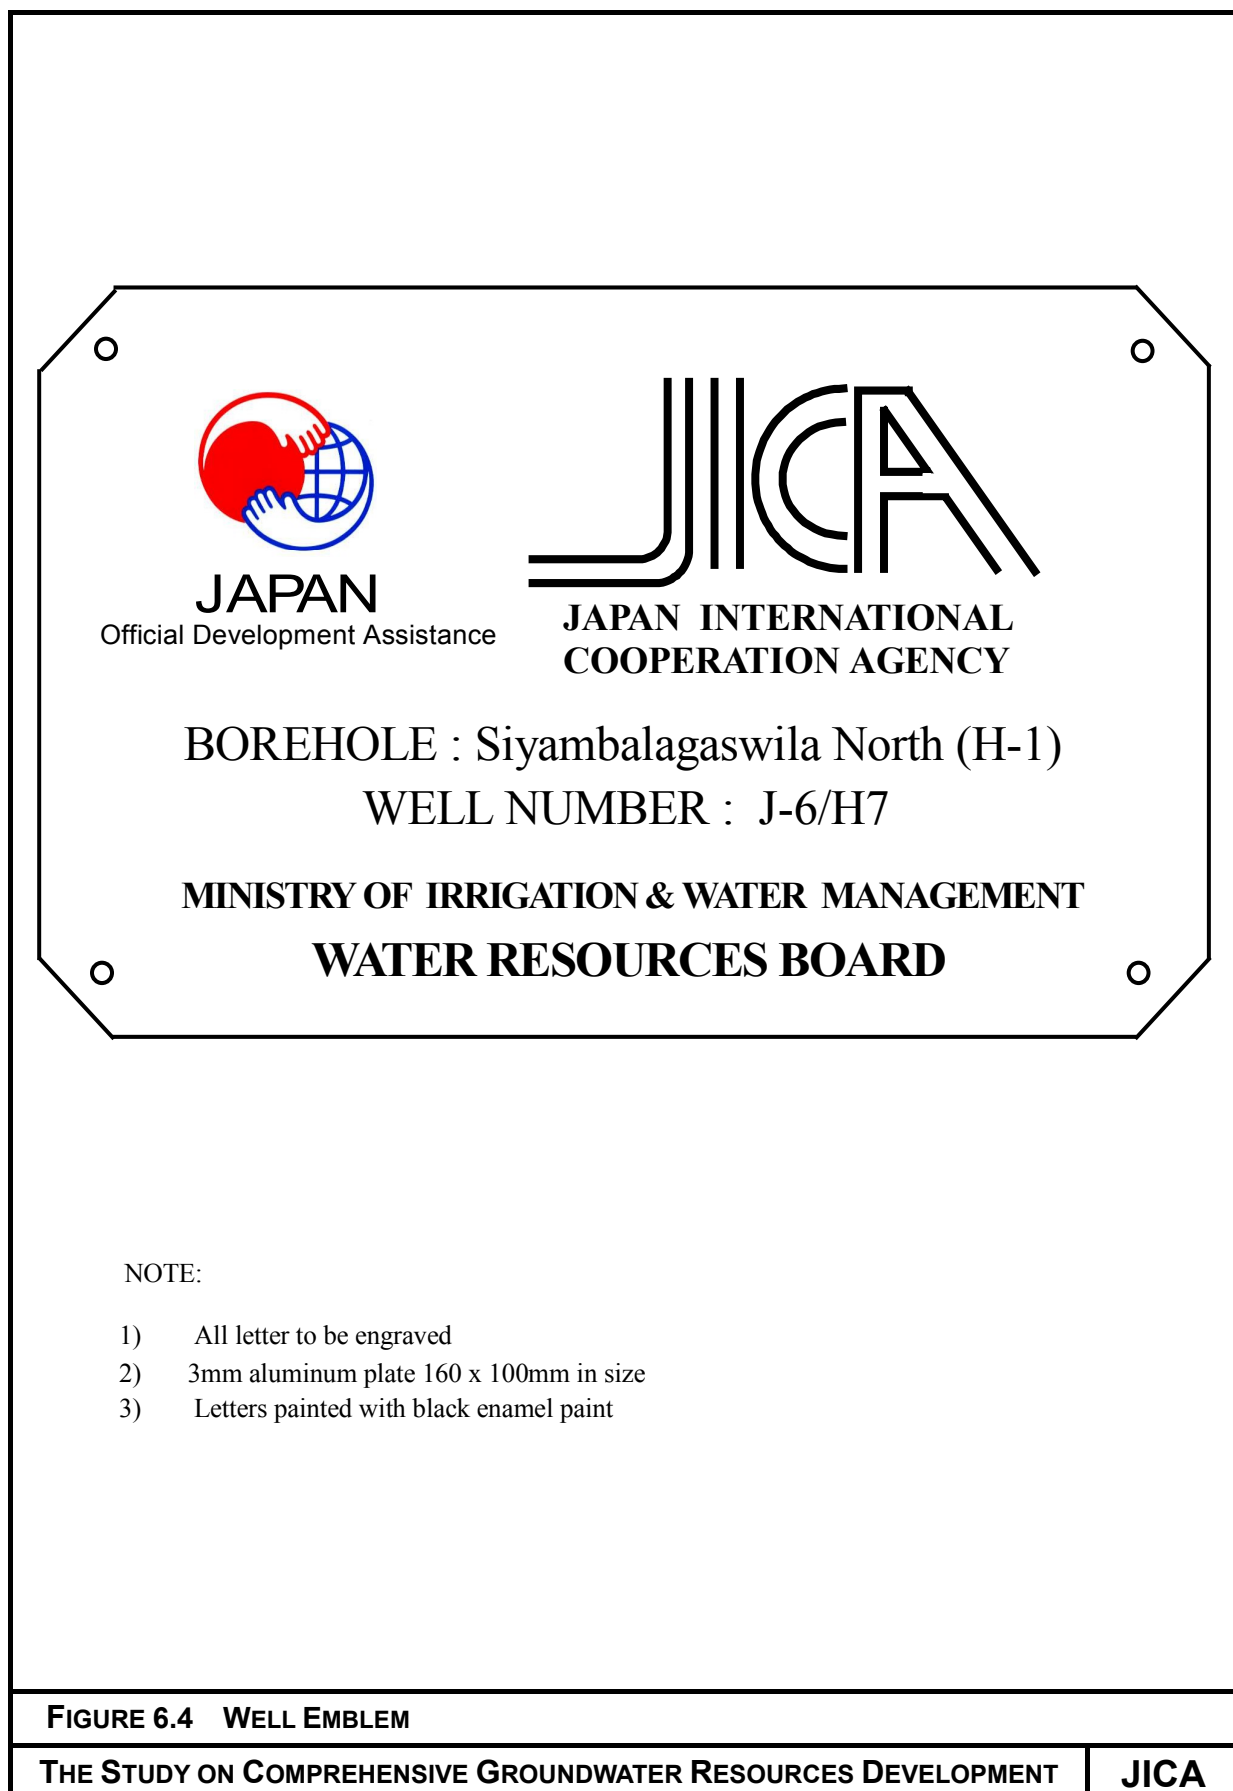 JICA
JAPAN
Official Development Assistance
JAPAN INTERNATIONAL
COOPERATION AGENCY
BOREHOLE : Siyambalagaswila North (H-1)
WELL NUMBER : J-6/H7
MINISTRY OF IRRIGATION & WATER MANAGEMENT
WATER RESOURCES BOARD
NOTE:
1) All letter to be engraved
2) 3mm aluminum plate 160 x 100mm in size
3) Letters painted with black enamel paint
FIGURE 6.4 WELL EMBLEM
THE STUDY ON COMPREHENSIVE GROUNDWATER RESOURCES DEVELOPMENT
JICA